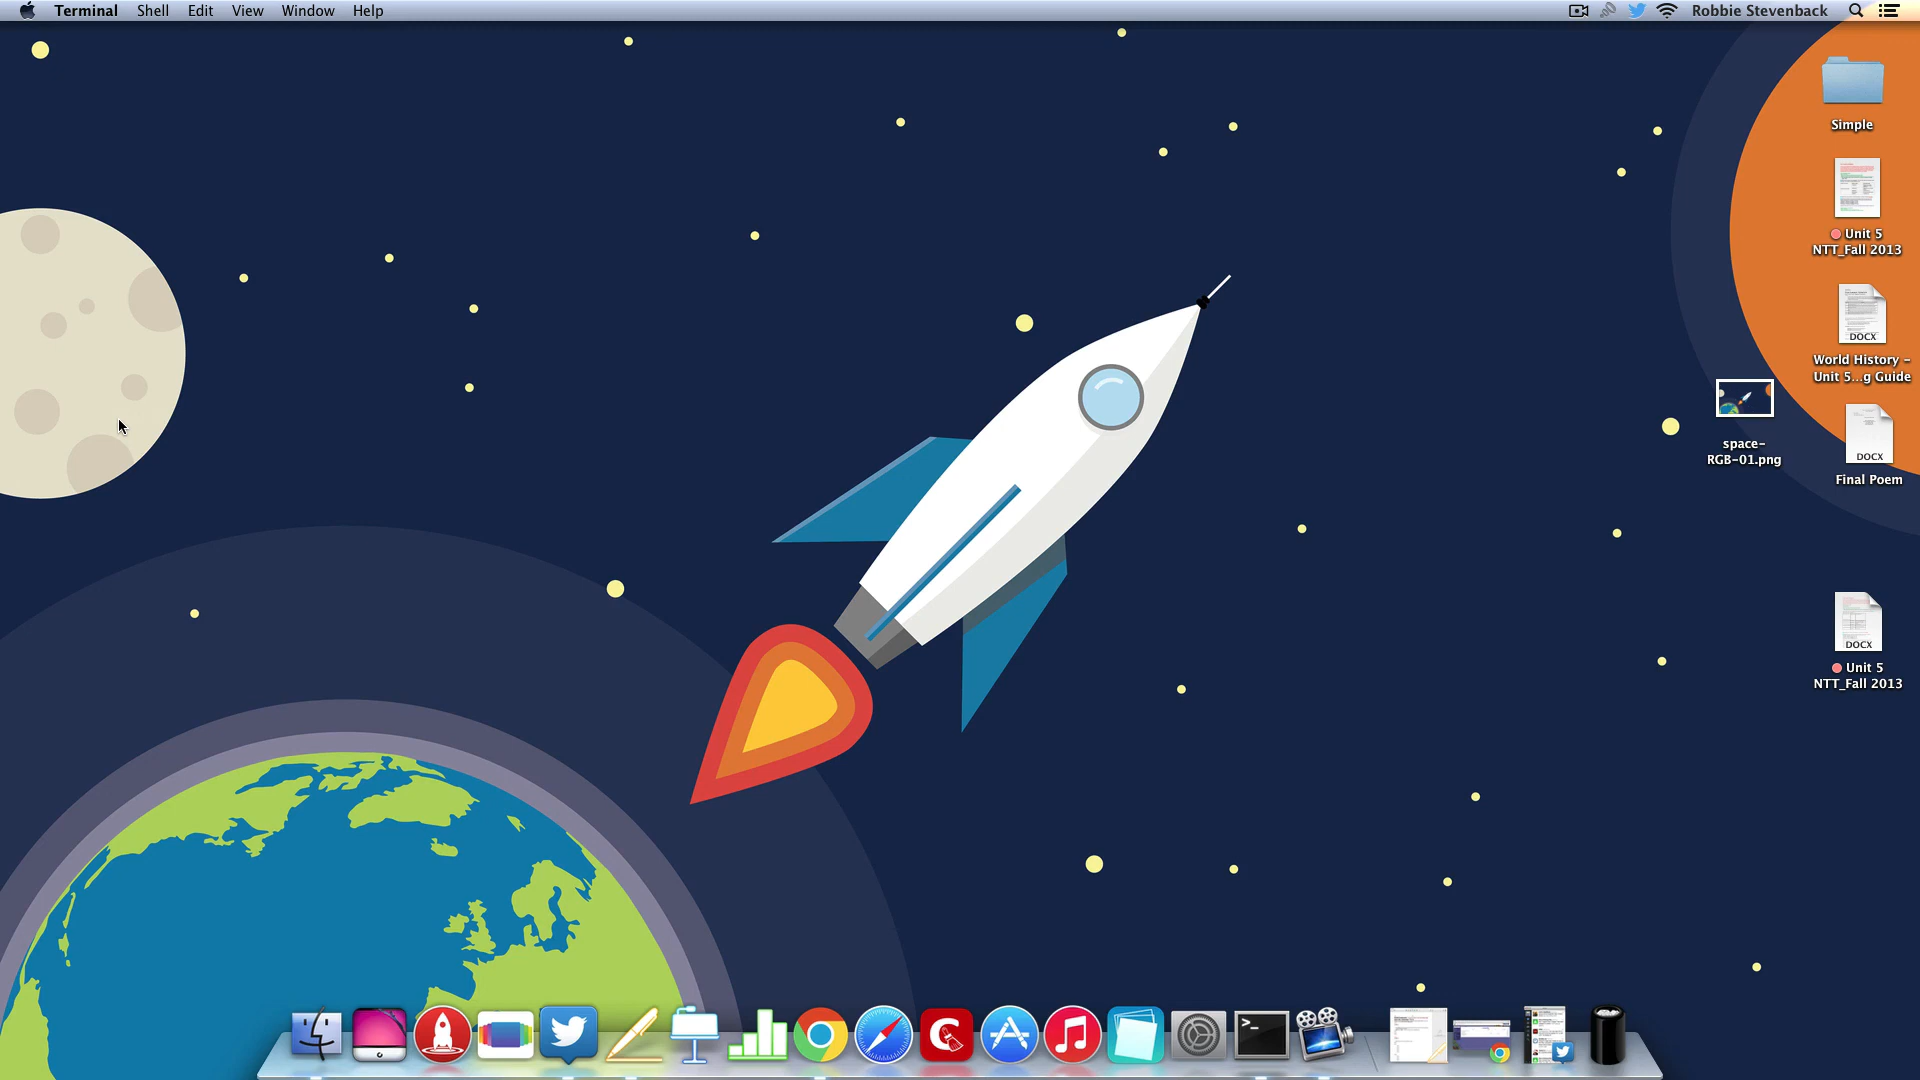 Terminal Shell Edit View Window Help Robbie Stevenback
Simple
Unit 5
NTT_Fall 2013
DOCX
World History -
Unit 5...g Guide
space-
RGB-01.png
DOCX
Final Poem
DOCX
Unit 5
NTT_Fall 2013
>_